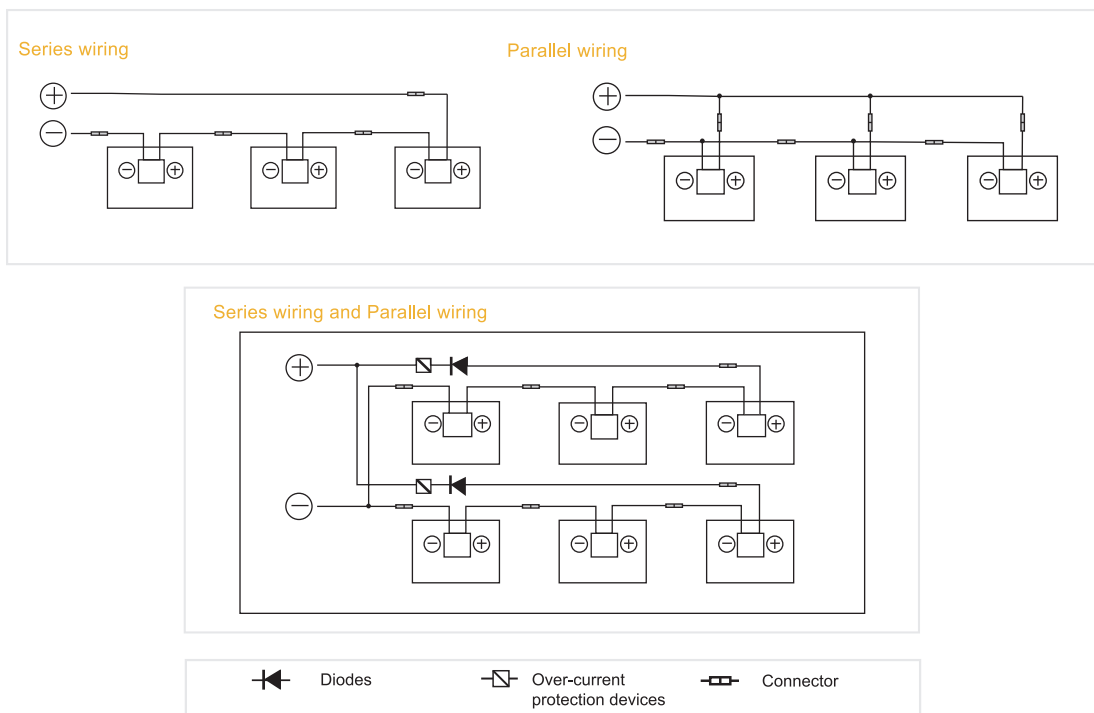 Series wiring
Parallel wiring
+
−
− + − + − +
+
−
− + − + − +
Series wiring and Parallel wiring
+
− + − + − +
−
− + − + − +
Diodes
Over-current
protection devices
Connector